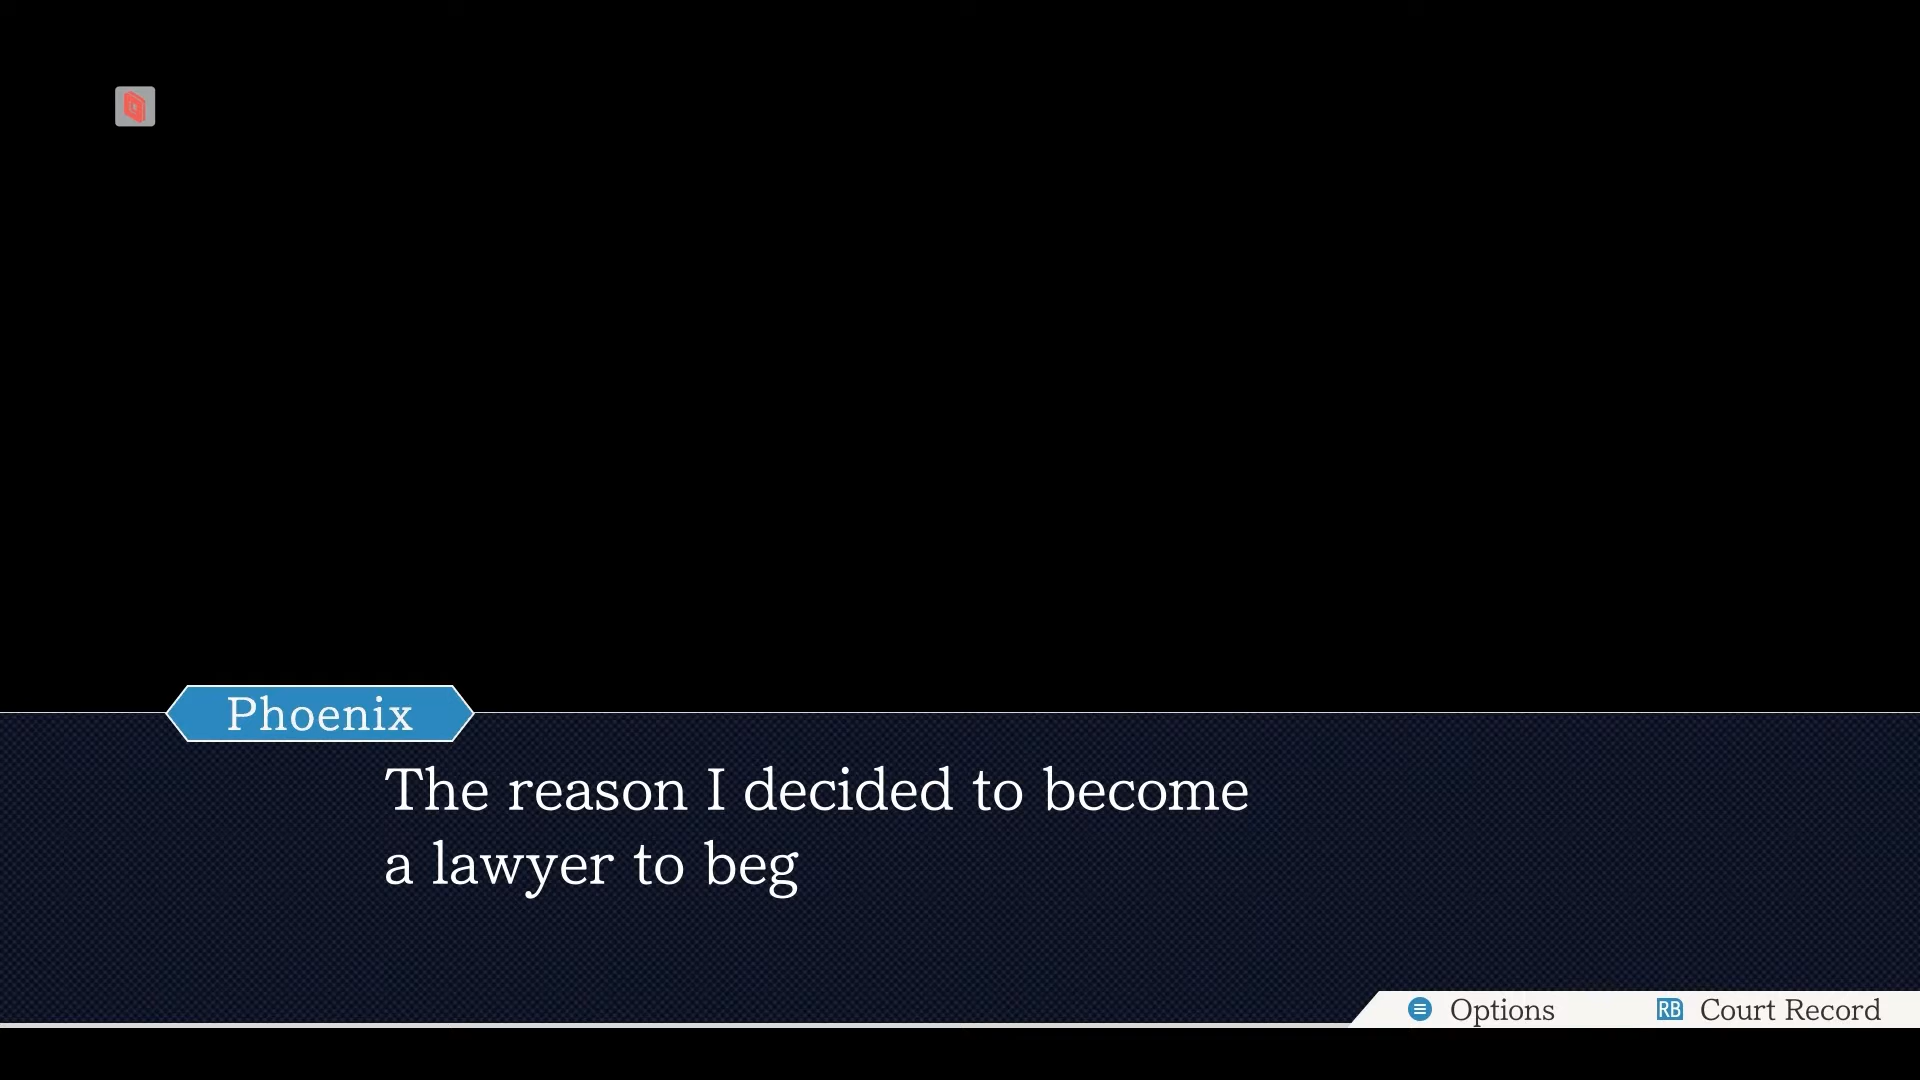 Phoenix
The reason I decided to become
a lawyer to beg
Options
RB Court Record